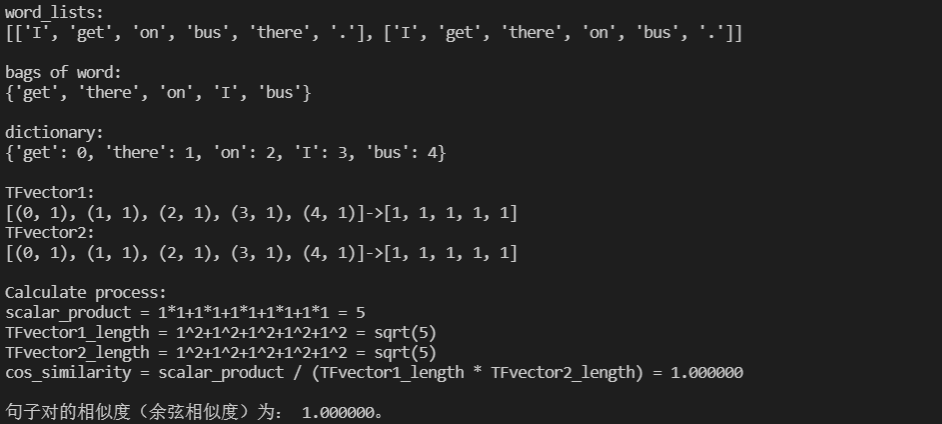 word_lists:
[['I', 'get', 'on', 'bus', 'there', '.'], ['I', 'get', 'there', 'on', 'bus', '.']]
bags of word:
{'get', 'there', 'on', 'I', 'bus'}
dictionary:
{'get': 0, 'there': 1, 'on': 2, 'I': 3, 'bus': 4}
TFvector1:
[(0, 1), (1, 1), (2, 1), (3, 1), (4, 1)]->[1, 1, 1, 1, 1]
TFvector2:
[(0, 1), (1, 1), (2, 1), (3, 1), (4, 1)]->[1, 1, 1, 1, 1]
Calculate process:
scalar_product = 1*1+1*1+1*1+1*1+1*1 = 5
TFvector1_length = 1^2+1^2+1^2+1^2+1^2 = sqrt(5)
TFvector2_length = 1^2+1^2+1^2+1^2+1^2 = sqrt(5)
cos_similarity = scalar_product / (TFvector1_length * TFvector2_length) = 1.000000
句子对的相似度（余弦相似度）为： 1.000000。